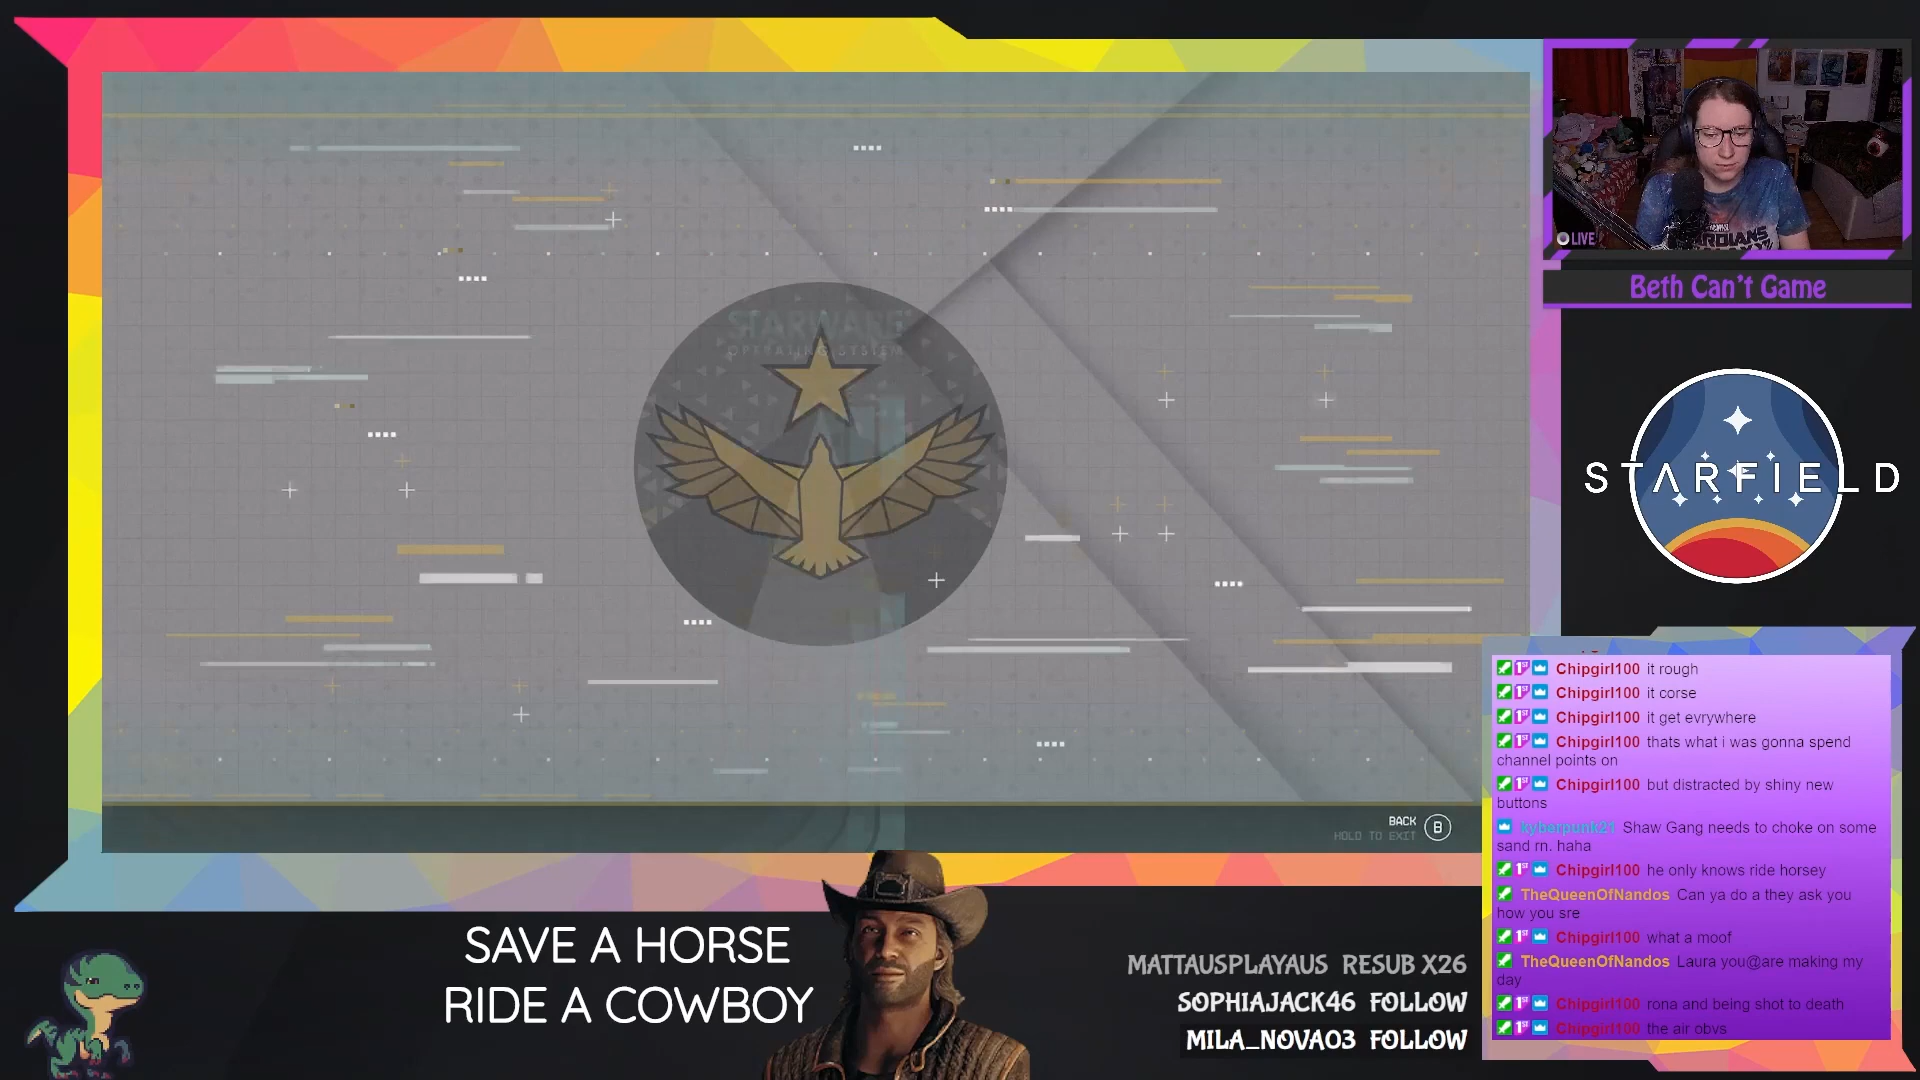 STARWARE
OPERATING SYSTEM
BACK
HOLD TO EXIT
B
LIVE
GUARDIANS
Beth Can't Game
STARFIELD
Chipgirl100 it rough
Chipgirl100 it corse
Chipgirl100 it get evrywhere
Chipgirl100 thats what i was gonna spend
channel points on
Chipgirl100 but distracted by shiny new
buttons
kyberpunk21 Shaw Gang needs to choke on some
sand rn. haha
Chipgirl100 he only knows ride horsey
TheQueenOfNandos Can ya do a they ask you
how you sre
Chipgirl100 what a moof
TheQueenOfNandos Laura you@are making my
day
Chipgirl100 rona and being shot to death
Chipgirl100 the air obvs
SAVE A HORSE
RIDE A COWBOY
MATTAUSPLAYAUS RESUB X26
SOPHIAJACK46 FOLLOW
MILA_NOVA03 FOLLOW